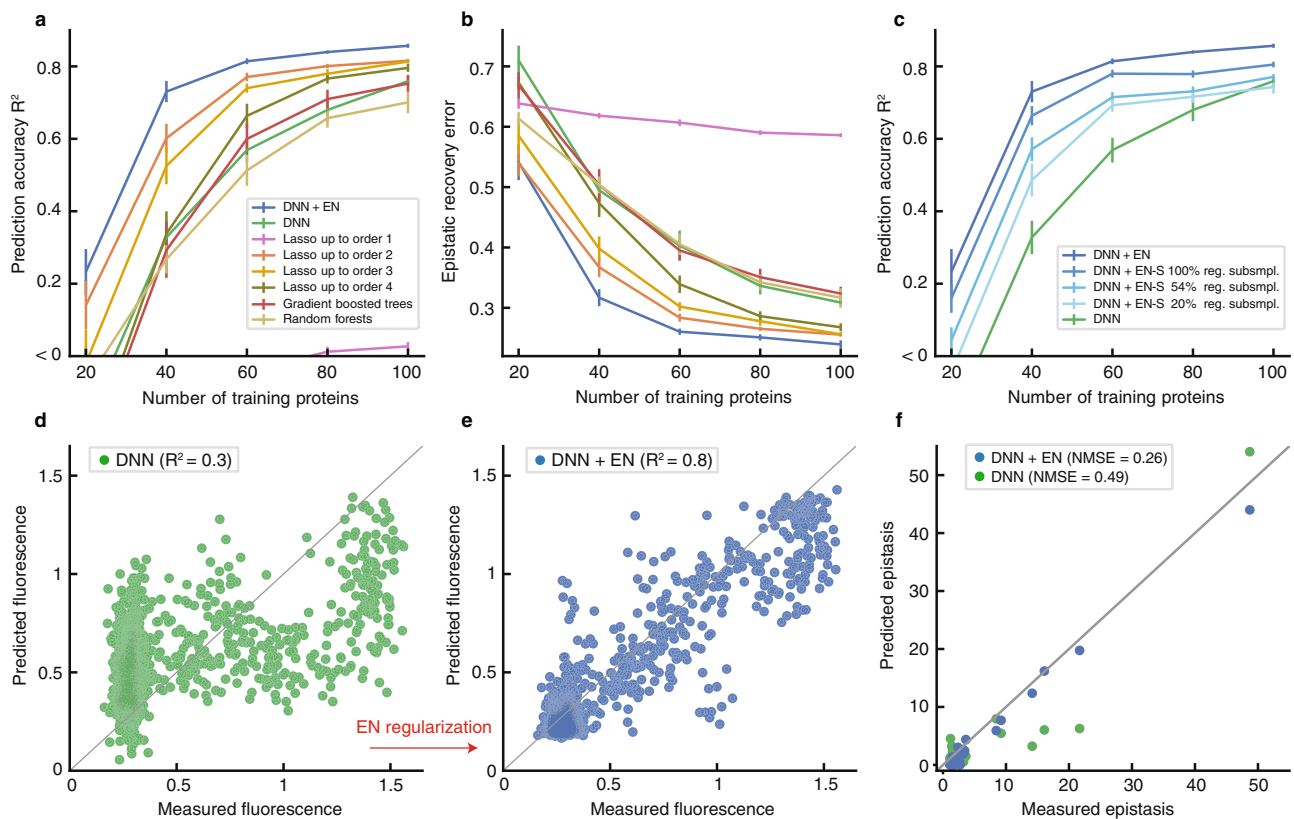 a
Prediction accuracy R²
0.8
0.6
0.4
0.2
< 0
20 40 60 80 100
Number of training proteins
DNN + EN
DNN
Lasso up to order 1
Lasso up to order 2
Lasso up to order 3
Lasso up to order 4
Gradient boosted trees
Random forests
b
Epistatic recovery error
0.7
0.6
0.5
0.4
0.3
20 40 60 80 100
Number of training proteins
c
Prediction accuracy R²
0.8
0.6
0.4
0.2
< 0
20 40 60 80 100
Number of training proteins
DNN + EN
DNN + EN-S 100% reg. subsmpl.
DNN + EN-S 54% reg. subsmpl.
DNN + EN-S 20% reg. subsmpl.
DNN
d
DNN (R² = 0.3)
Predicted fluorescence
1.5
1
0.5
0
0 0.5 1 1.5
Measured fluorescence
EN regularization
e
DNN + EN (R² = 0.8)
Predicted fluorescence
1.5
1
0.5
0
0 0.5 1 1.5
Measured fluorescence
f
DNN + EN (NMSE = 0.26)
DNN (NMSE = 0.49)
Predicted epistasis
50
40
30
20
10
0
0 10 20 30 40 50
Measured epistasis